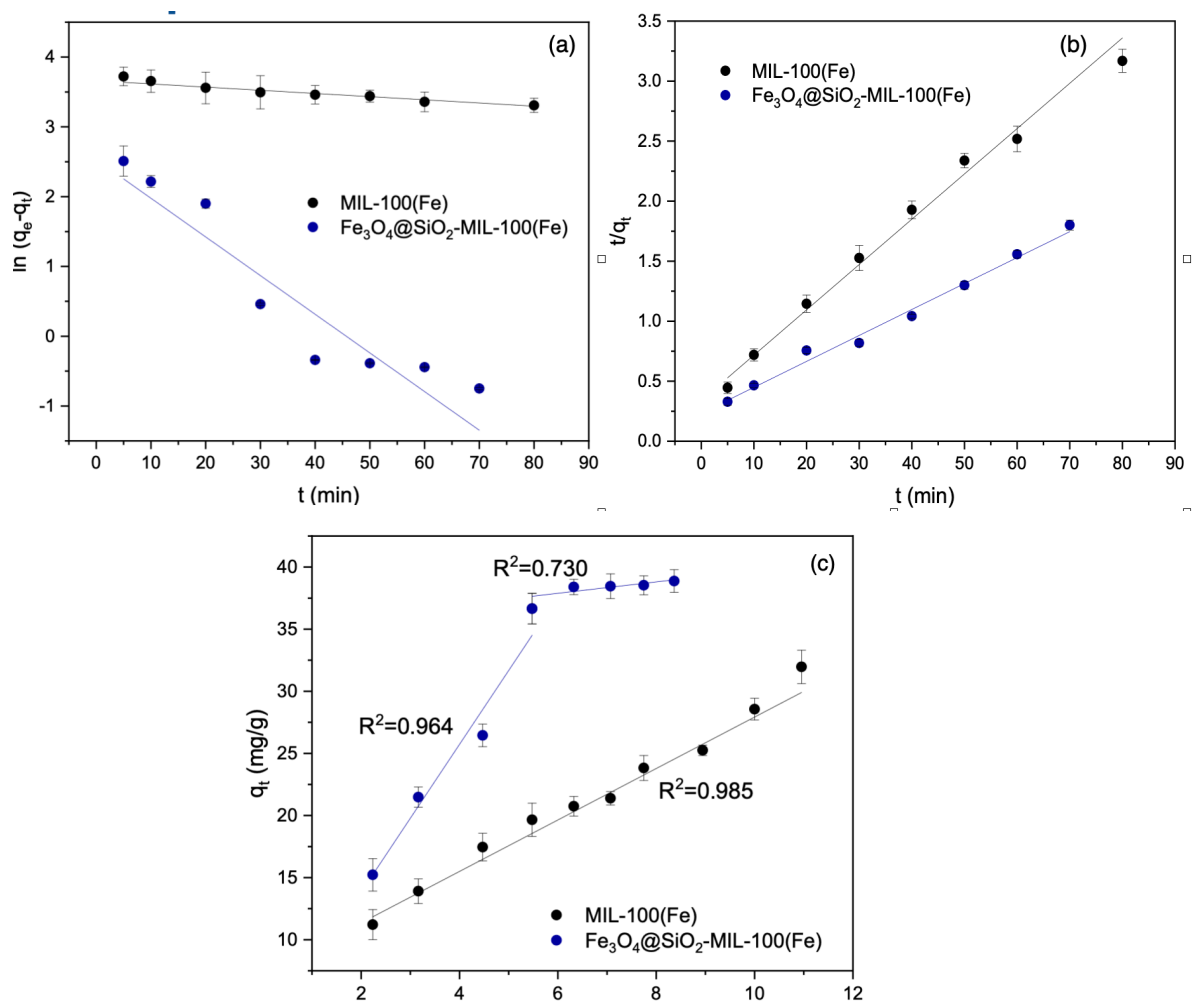 (a)
4
3
2
1
0
-1
ln (qₑ-qₜ)
MIL-100(Fe)
Fe₃O₄@SiO₂-MIL-100(Fe)
0 10 20 30 40 50 60 70 80 90
t (min)
(b)
3.5
3.0
2.5
2.0
1.5
1.0
0.5
0.0
t/qₜ
MIL-100(Fe)
Fe₃O₄@SiO₂-MIL-100(Fe)
0 10 20 30 40 50 60 70 80 90
t (min)
(c)
40
35
30
25
20
15
10
qₜ (mg/g)
R²=0.730
R²=0.964
R²=0.985
MIL-100(Fe)
Fe₃O₄@SiO₂-MIL-100(Fe)
2 4 6 8 10 12